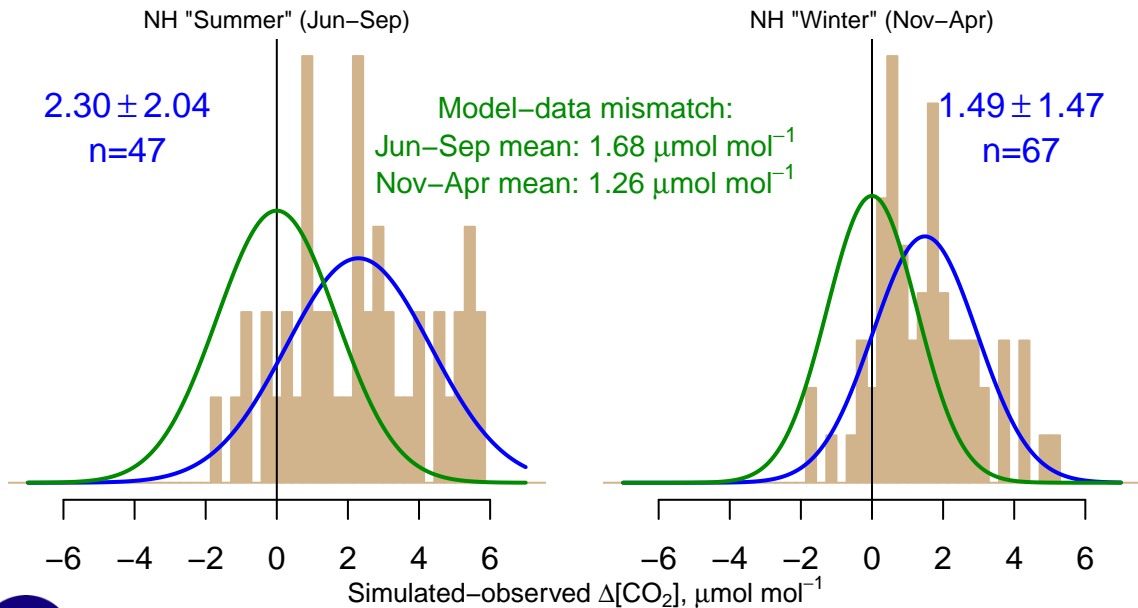 NH "Summer" (Jun−Sep)
NH "Winter" (Nov−Apr)
2.30 ± 2.04
n=47
Model−data mismatch:
Jun−Sep mean: 1.68 μmol mol⁻¹
Nov−Apr mean: 1.26 μmol mol⁻¹
1.49 ± 1.47
n=67
−6 −4 −2 0 2 4 6
−6 −4 −2 0 2 4 6
Simulated−observed Δ[CO₂], μmol mol⁻¹